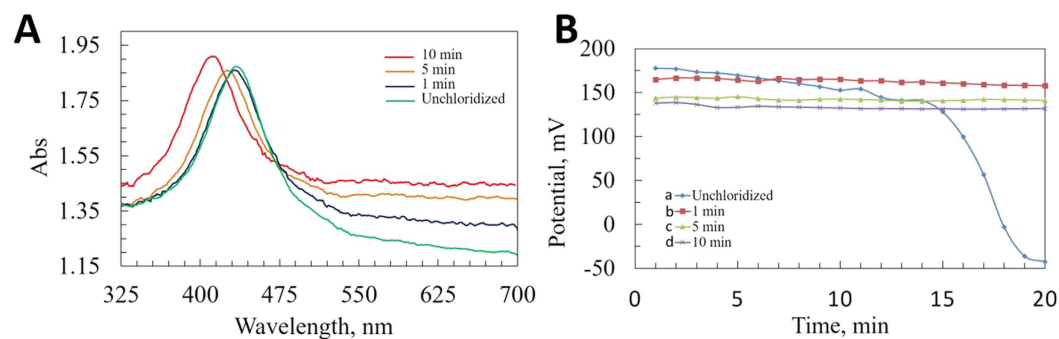 A
Abs
1.95
1.75
1.55
1.35
1.15
10 min
5 min
1 min
Unchloridized
325 400 475 550 625 700
Wavelength, nm
B
Potential, mV
200
150
100
50
0
-50
a Unchloridized
b 1 min
c 5 min
d 10 min
0 5 10 15 20
Time, min